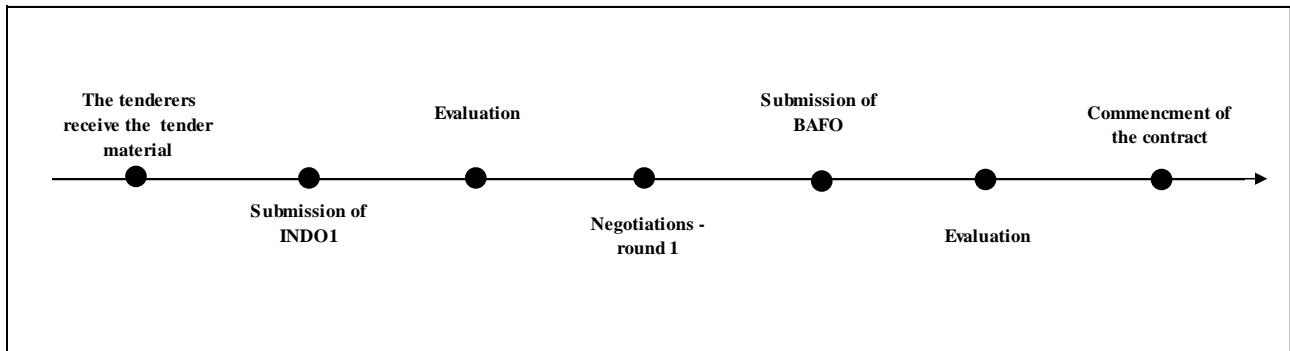 The tenderers
receive the tender
material
Submission of
INDO1
Evaluation
Negotiations -
round 1
Submission of
BAFO
Evaluation
Commencment of
the contract